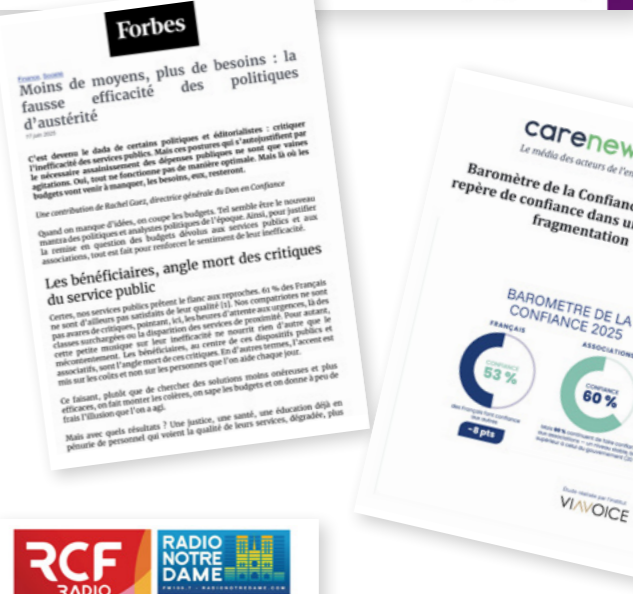 Forbes
Moins de moyens, plus de besoins : la
fausse efficacité des politiques
d'austérité
17 juin 2025
C'est devenu le dada de certains politiques et éditorialistes : critiquer
l'inefficacité des services publics. Mais ces postures qui s'autojustifient par
le nécessaire assainissement des dépenses publiques ne sont que vaines
agitations. Oui, tout ne fonctionne pas de manière optimale. Mais là où les
budgets vont venir à manquer, les besoins, eux, resteront.
Une contribution de Rachel Guez, directrice générale du Don en Confiance
Quand on manque d'idées, on coupe les budgets. Tel semble être le nouveau
mantra des politiques et analystes politiques de l'époque. Ainsi, pour justifier
la remise en question des budgets dévolus aux services publics et aux
associations, tout est fait pour renforcer le sentiment de leur inefficacité.
Les bénéficiaires, angle mort des critiques
du service public
Certes, nos services publics prêtent le flanc aux reproches. 61 % des Français
ne sont d'ailleurs pas satisfaits de leur qualité [1]. Nos compatriotes ne sont
pas avares de critiques, pointant, ici, les heures d'attente aux urgences, là des
classes surchargées ou la disparition des services de proximité. Pour autant,
cette petite musique sur leur inefficacité ne nourrit rien d'autre que le
mécontentement. Les bénéficiaires, au centre de ces dispositifs publics et
associatifs, sont l'angle mort de ces critiques. En d'autres termes, l'accent est
mis sur les coûts et non sur les personnes que l'on aide chaque jour.
Ce faisant, plutôt que de chercher des solutions moins onéreuses et plus
efficaces, on fait monter les colères, on sape les budgets et on donne à peu de
frais l'illusion que l'on a agi.
Mais avec quels résultats ? Une justice, une santé, une éducation déjà en
pénurie de personnel qui voient la qualité de leurs services, dégradée, plus
carenew
Le média des acteurs de l'en
Baromètre de la Confianc
repère de confiance dans u
fragmentation
BAROMETRE DE LA
CONFIANCE 2025
FRANÇAIS
ASSOCIATIONS
CONFIANCE
53 %
CONFIANCE
60 %
des Français font confiance
aux autres
-8 pts
VIAVOICE
RCF
RADIO
RADIO
NOTRE
DAME